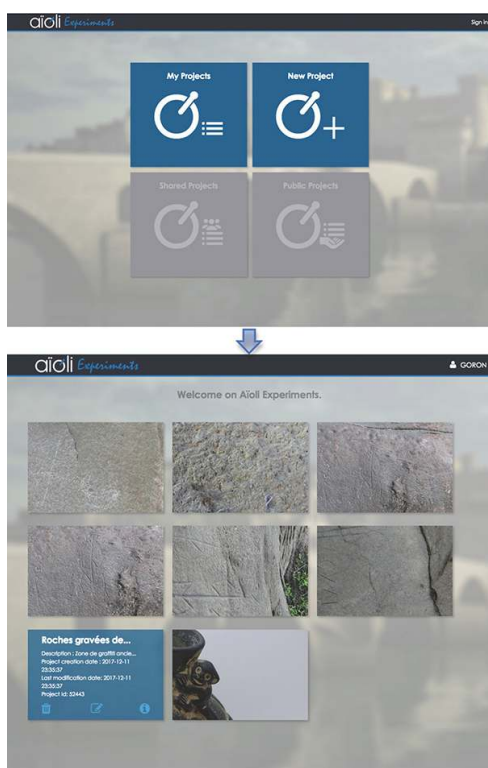 aïoli Experiments
Sign in
My Projects
New Project
Shared Projects
Public Projects
aïoli Experiments
GORON
Welcome on Aïoli Experiments.
Roches gravées de...
Description : Zone de graffiti ancie...
Project creation date : 2017-12-11
23:35:37
Last modification date: 2017-12-11
23:35:37
Project Id: 52443